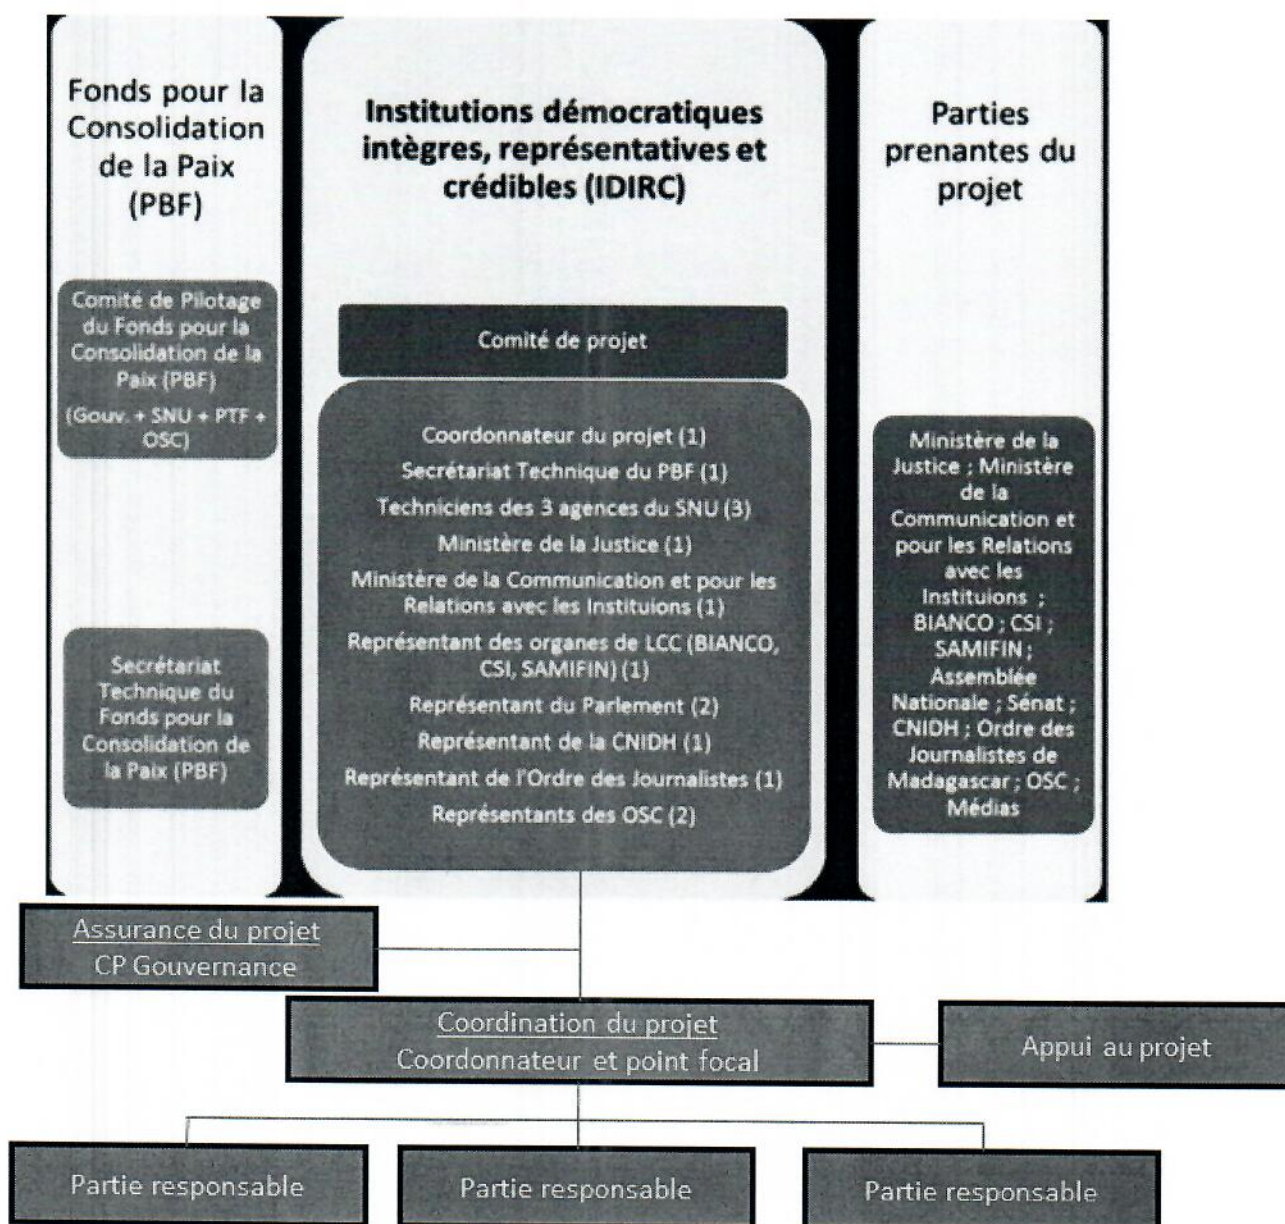 Fonds pour la
Consolidation
de la Paix
(PBF)
Comité de Pilotage
du Fonds pour la
Consolidation de la
Paix (PBF)
(Gouv. + SNU + PTF +
OSC)
Secrétariat
Technique du
Fonds pour la
Consolidation de
la Paix (PBF)
Institutions démocratiques
intègres, représentatives et
crédibles (IDIRC)
Comité de projet
Coordonnateur du projet (1)
Secrétariat Technique du PBF (1)
Techniciens des 3 agences du SNU (3)
Ministère de la Justice (1)
Ministère de la Communication et pour les
Relations avec les Instituions (1)
Représentant des organes de LCC (BIANCO,
CSI, SAMIFIN) (1)
Représentant du Parlement (2)
Représentant de la CNIDH (1)
Représentant de l'Ordre des Journalistes (1)
Représentants des OSC (2)
Parties
prenantes du
projet
Ministère de la
Justice ; Ministère
de la
Communication et
pour les Relations
avec les
Instituions ;
BIANCO ; CSI ;
SAMIFIN ;
Assemblée
Nationale ; Sénat ;
CNIDH ; Ordre des
Journalistes de
Madagascar ; OSC ;
Médias
Assurance du projet
CP Gouvernance
Coordination du projet
Coordonnateur et point focal
Appui au projet
Partie responsable
Partie responsable
Partie responsable